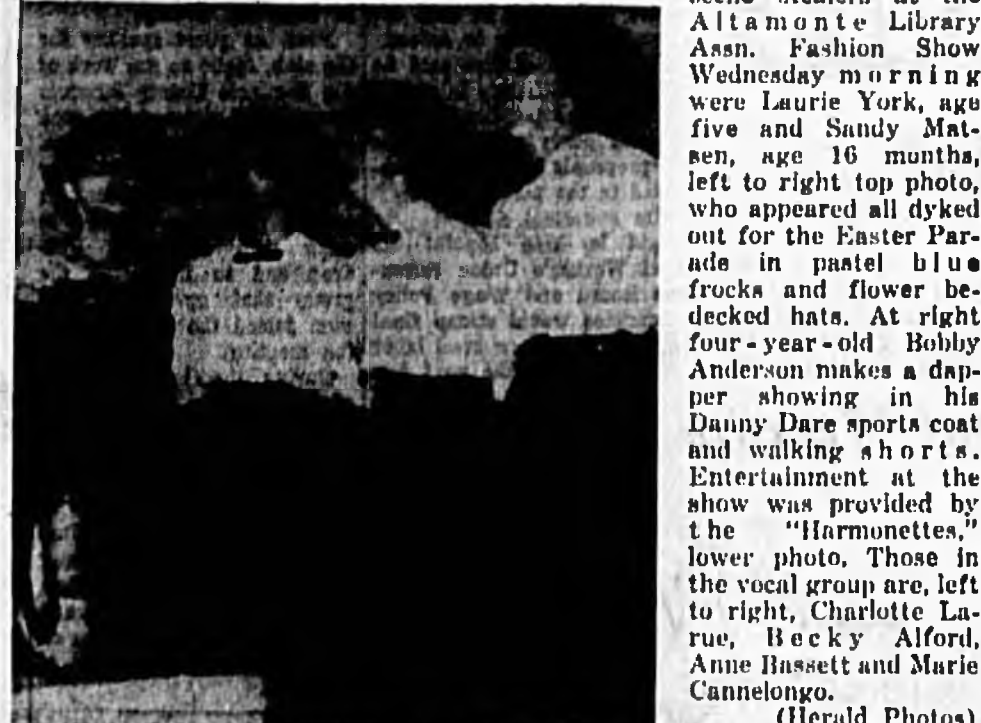 Altamonte Library
Assn. Fashion Show
Wednesday morning
were Laurie York, age
five and Sandy Mat-
sen, age 16 months,
left to right top photo,
who appeared all dyked
out for the Easter Par-
ade in pastel blue
frocks and flower be-
decked hats. At right
four-year-old Bobby
Anderson makes a dap-
per showing in his
Danny Dare sports coat
and walking shorts.
Entertainment at the
show was provided by
the "Harmonettes,"
lower photo. Those in
the vocal group are, left
to right, Charlotte La-
rue, Becky Alford,
Anne Bassett and Marie
Cannelongo.
(Herald Photos)